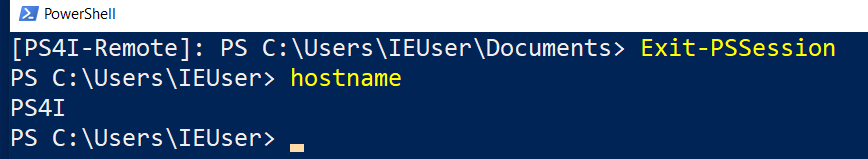 PowerShell
[PS4I-Remote]: PS C:\Users\IEUser\Documents> Exit-PSSession
PS C:\Users\IEUser> hostname
PS4I
PS C:\Users\IEUser>